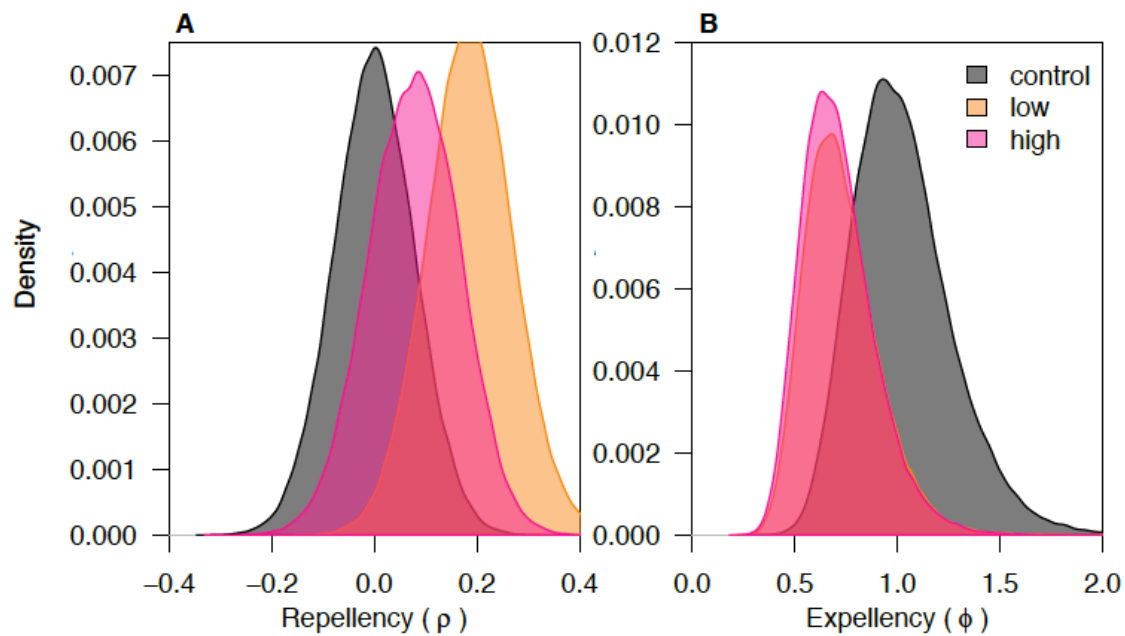 A
B
Density
0.007
0.006
0.005
0.004
0.003
0.002
0.001
0.000
−0.4 −0.2 0.0 0.2 0.4
Repellency ( ρ )
0.012
0.010
0.008
0.006
0.004
0.002
0.000
control
low
high
0.0 0.5 1.0 1.5 2.0
Expellency ( ϕ )